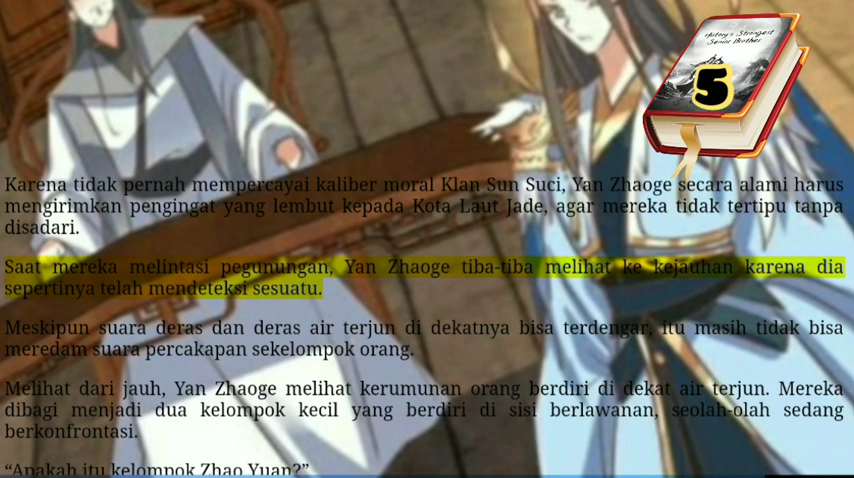 History's Strongest
Senior Brother
5
Karena tidak pernah mempercayai kaliber moral Klan Sun Suci, Yan Zhaoge secara alami harus
mengirimkan pengingat yang lembut kepada Kota Laut Jade, agar mereka tidak tertipu tanpa
disadari.
Saat mereka melintasi pegunungan, Yan Zhaoge tiba-tiba melihat ke kejauhan karena dia
sepertinya telah mendeteksi sesuatu.
Meskipun suara deras dan deras air terjun di dekatnya bisa terdengar, itu masih tidak bisa
meredam suara percakapan sekelompok orang.
Melihat dari jauh, Yan Zhaoge melihat kerumunan orang berdiri di dekat air terjun. Mereka
dibagi menjadi dua kelompok kecil yang berdiri di sisi berlawanan, seolah-olah sedang
berkonfrontasi.
“Apakah itu kelompok Zhao Yuan?”